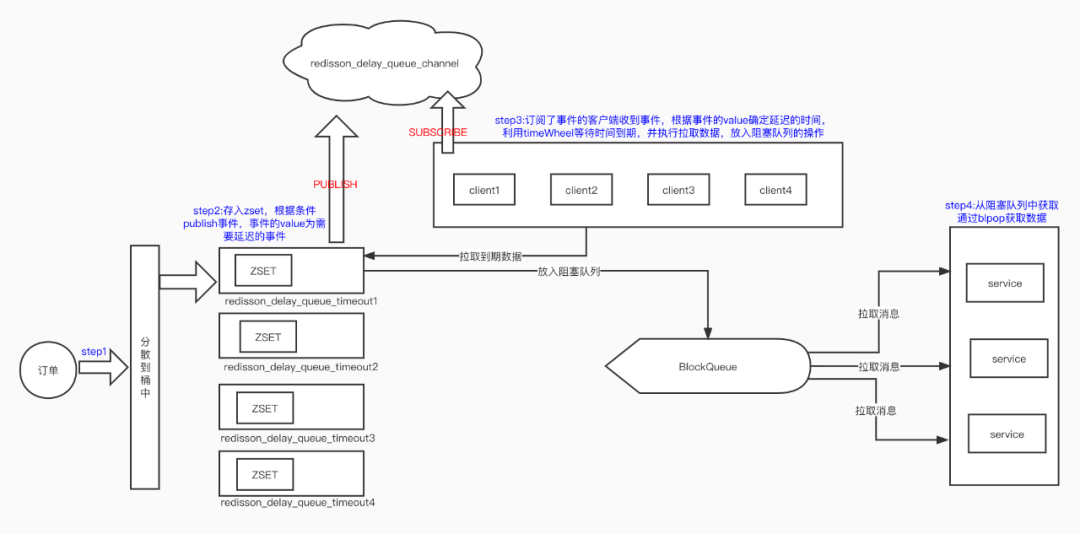 redisson_delay_queue_channel
SUBSCRIBE
step3:订阅了事件的客户端收到事件，根据事件的value确定延迟的时间，
利用timeWheel等待时间到期，并执行拉取数据，放入阻塞队列的操作
PUBLISH
client1
client2
client3
client4
step2:存入zset，根据条件
publish事件，事件的value为需
要延迟的事件
step4:从阻塞队列中获取
通过blpop获取数据
拉取到期数据
放入阻塞队列
ZSET
redisson_delay_queue_timeout1
ZSET
redisson_delay_queue_timeout2
ZSET
redisson_delay_queue_timeout3
ZSET
redisson_delay_queue_timeout4
订单
step1
分散到桶中
BlockQueue
拉取消息
拉取消息
拉取消息
service
service
service